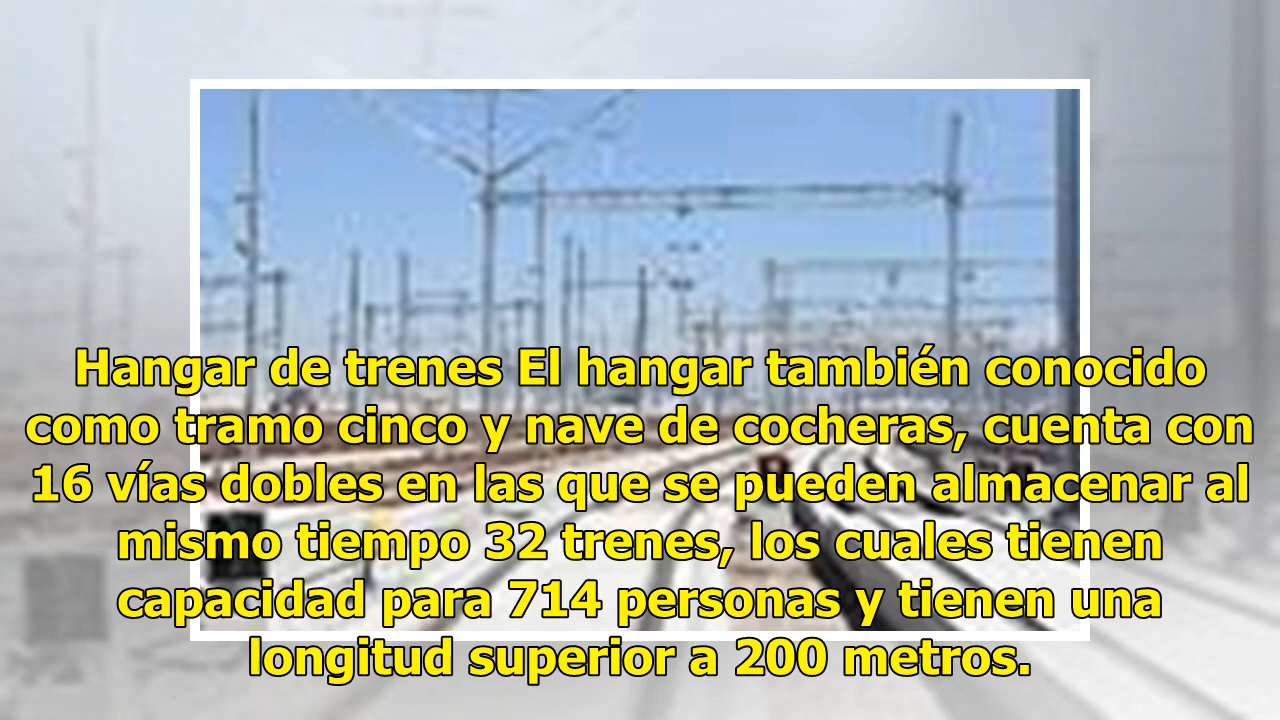 Hangar de trenes El hangar también conocido
como tramo cinco y nave de cocheras, cuenta con
16 vías dobles en las que se pueden almacenar al
mismo tiempo 32 trenes, los cuales tienen
capacidad para 714 personas y tienen una
longitud superior a 200 metros.